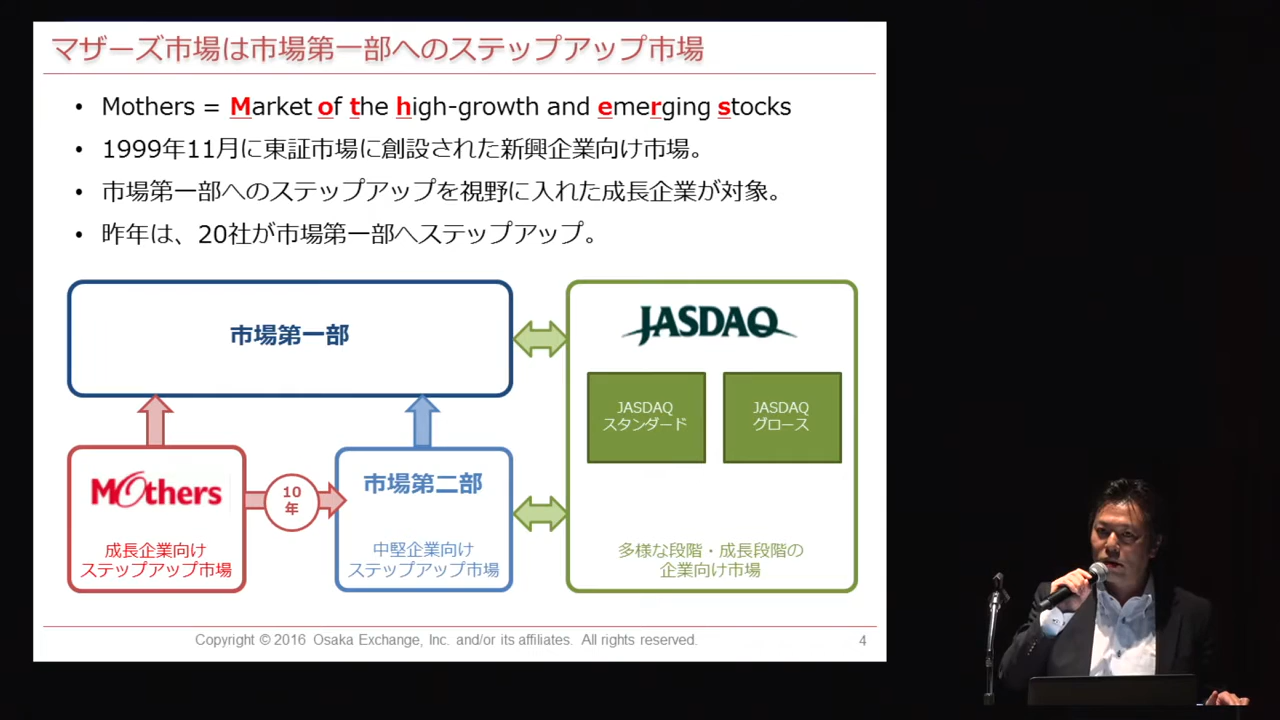 マザーズ市場は市場第一部へのステップアップ市場
• Mothers = Market of the high-growth and emerging stocks
• 1999年11月に東証市場に創設された新興企業向け市場。
• 市場第一部へのステップアップを視野に入れた成長企業が対象。
• 昨年は、20社が市場第一部へステップアップ。
市場第一部
JASDAQ
JASDAQ
スタンダード
JASDAQ
グロース
Mothers
成長企業向け
ステップアップ市場
10
年
市場第二部
中堅企業向け
ステップアップ市場
多様な段階・成長段階の
企業向け市場
Copyright © 2016 Osaka Exchange, Inc. and/or its affiliates. All rights reserved.
4